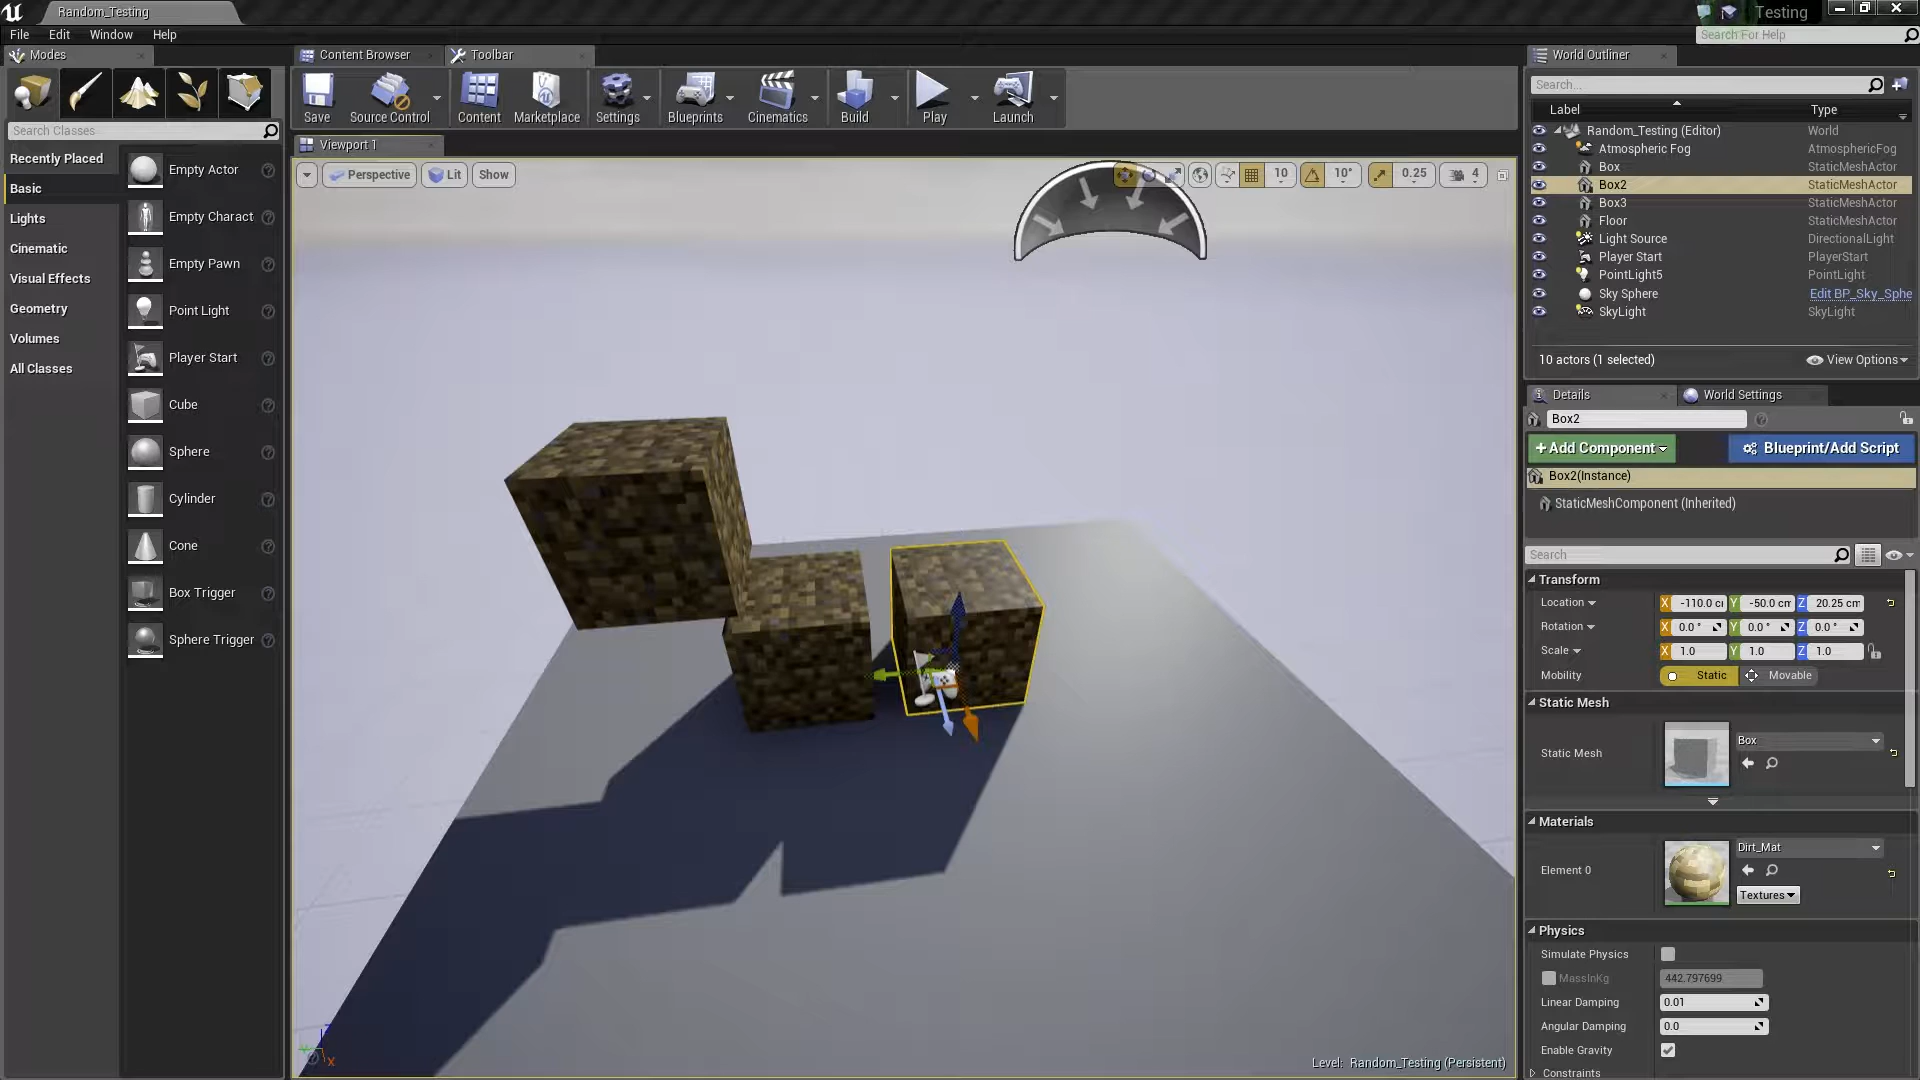 Random_Testing
Testing
File Edit Window Help
Search For Help
Modes
Content Browser
Toolbar
World Outliner
Search Classes
Recently Placed
Basic
Lights
Cinematic
Visual Effects
Geometry
Volumes
All Classes
Empty Actor
Empty Charact
Empty Pawn
Point Light
Player Start
Cube
Sphere
Cylinder
Cone
Box Trigger
Sphere Trigger
Save
Source Control
Content
Marketplace
Settings
Blueprints
Cinematics
Build
Play
Launch
Viewport 1
Perspective
Lit
Show
10
10°
0.25
4
Level: Random_Testing (Persistent)
Search...
Label Type
Random_Testing (Editor) World
Atmospheric Fog AtmosphericFog
Box StaticMeshActor
Box2 StaticMeshActor
Box3 StaticMeshActor
Floor StaticMeshActor
Light Source DirectionalLight
Player Start PlayerStart
PointLight5 PointLight
Sky Sphere Edit BP_Sky_Sphe
SkyLight SkyLight
10 actors (1 selected) View Options
Details
World Settings
Box2
+Add Component
Blueprint/Add Script
Box2(Instance)
StaticMeshComponent (Inherited)
Search
Transform
Location X -110.0 c Y -50.0 cm Z 20.25 cm
Rotation X 0.0 ° Y 0.0 ° Z 0.0 °
Scale X 1.0 Y 1.0 Z 1.0
Mobility Static Movable
Static Mesh
Static Mesh
Box
Materials
Element 0
Dirt_Mat
Textures
Physics
Simulate Physics
MassInKg 442.797699
Linear Damping 0.01
Angular Damping 0.0
Enable Gravity
Constraints